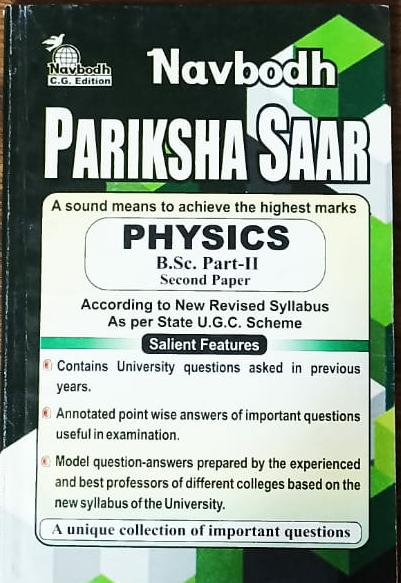 Navbodh
C.G. Edition
Navbodh
PARIKSHA SAAR
A sound means to achieve the highest marks
PHYSICS
B.Sc. Part-II
Second Paper
According to New Revised Syllabus
As per State U.G.C. Scheme
Salient Features
Contains University questions asked in previous
years.
Annotated point wise answers of important questions
useful in examination.
Model question-answers prepared by the experienced
and best professors of different colleges based on the
new syllabus of the University.
A unique collection of important questions